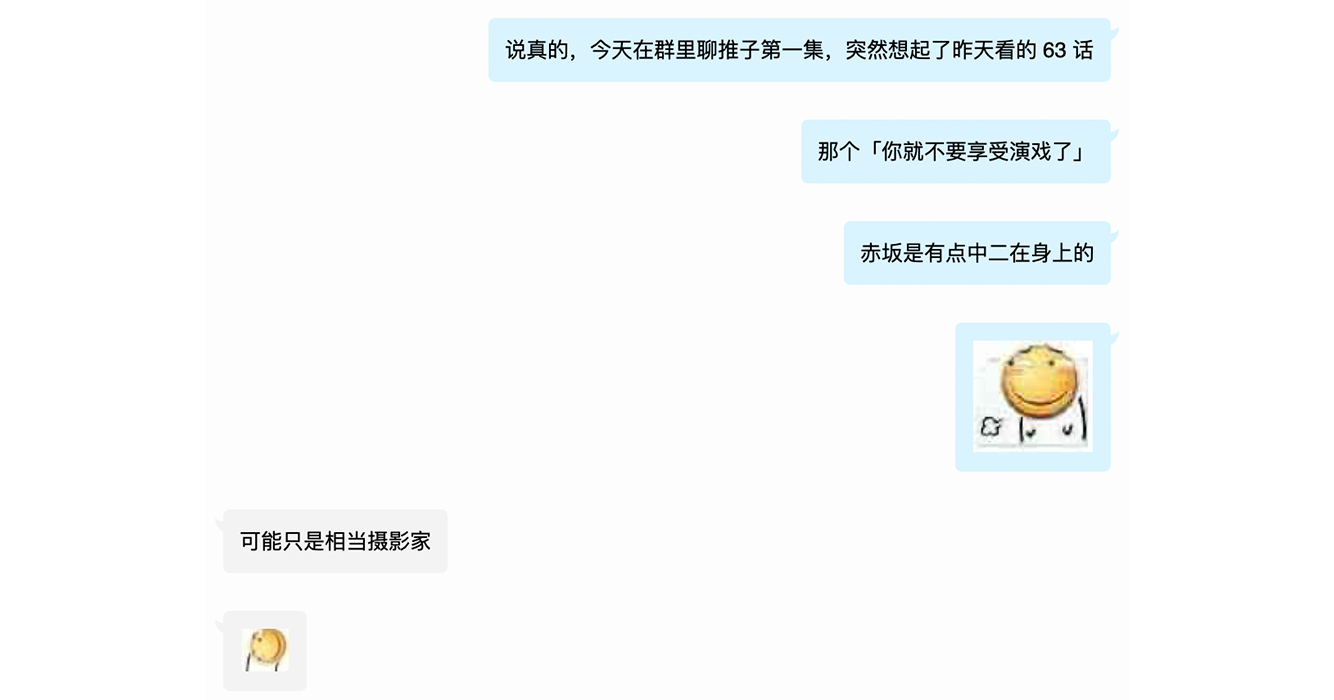 说真的，今天在群里聊推子第一集，突然想起了昨天看的 63 话
那个「你就不要享受演戏了」
赤坂是有点中二在身上的
可能只是相当摄影家